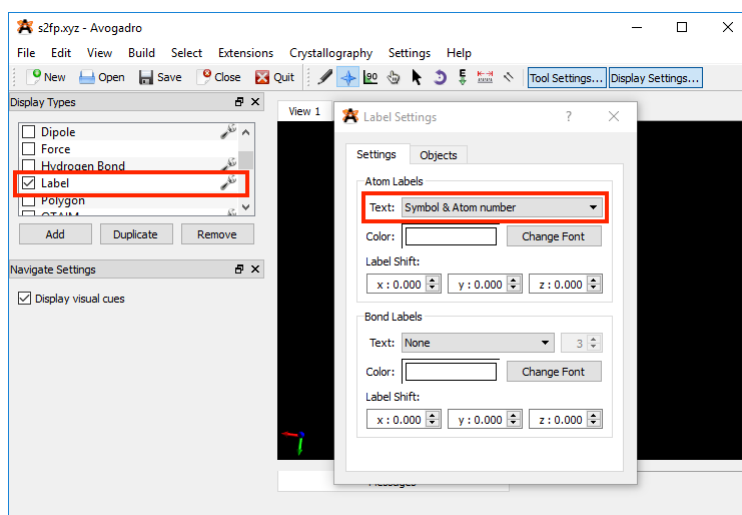 s2fp.xyz - Avogadro
File Edit View Build Select Extensions Crystallography Settings Help
New Open Save Close Quit 90 Tool Settings... Display Settings...
Display Types
View 1
Label Settings
?
Dipole
Force
Hydrogen Bond
Label
Polygon
QTAIM
Add Duplicate Remove
Navigate Settings
Display visual cues
Settings Objects
Atom Labels
Text: Symbol & Atom number
Color: Change Font
Label Shift:
x : 0.000 y : 0.000 z : 0.000
Bond Labels
Text: None 3
Color: Change Font
Label Shift:
x : 0.000 y : 0.000 z : 0.000
Messages